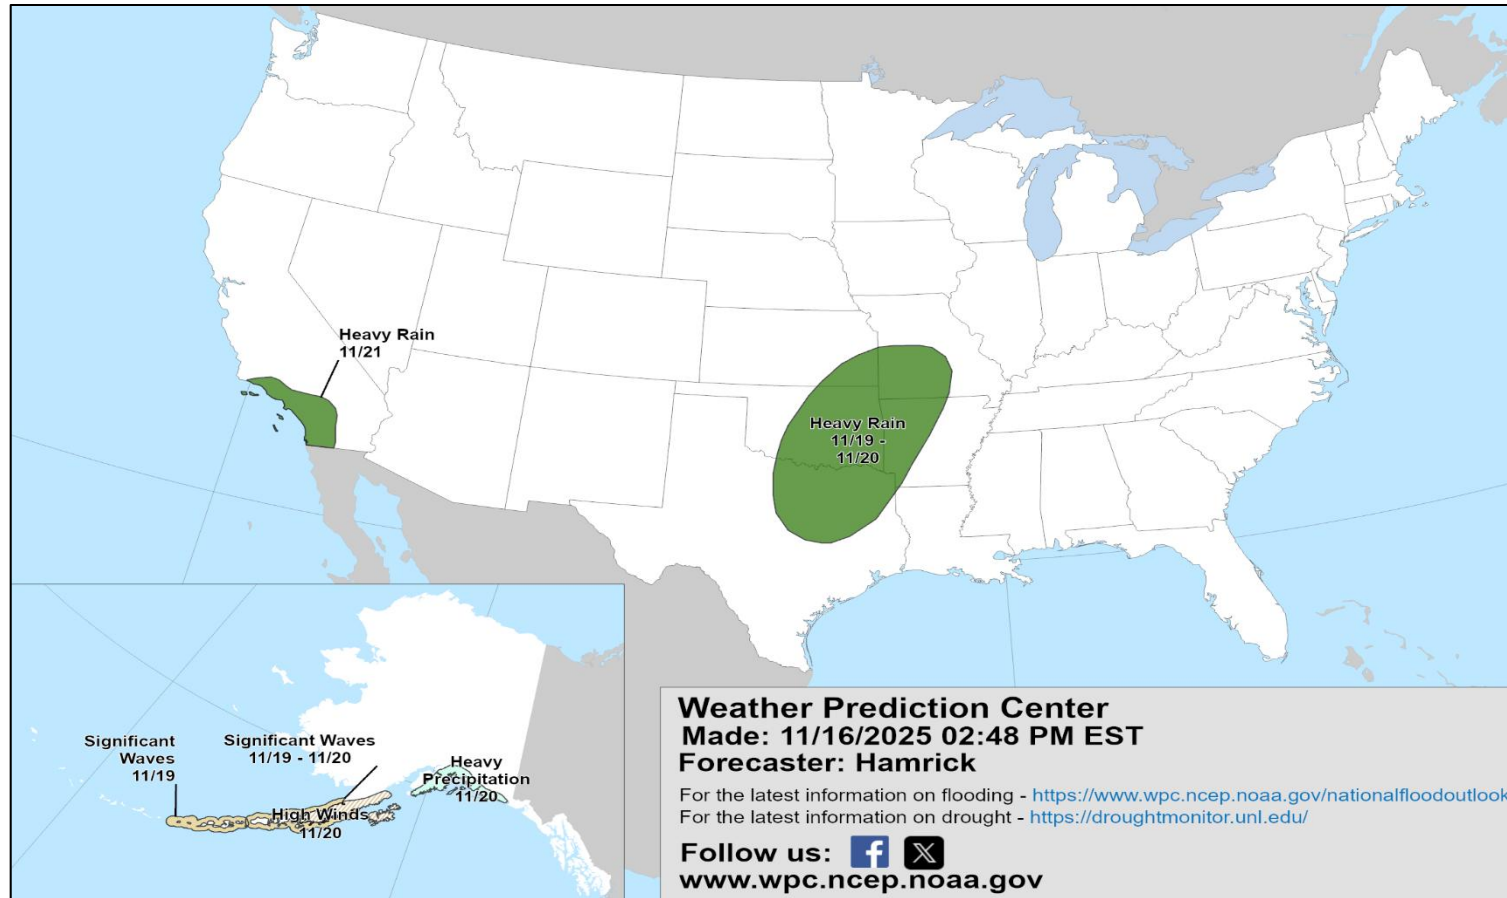 Heavy Rain
11/21
Heavy Rain
11/19 -
11/20
Significant
Waves
11/19
Significant Waves
11/19 - 11/20
High Winds
11/20
Heavy
Precipitation
11/20
Weather Prediction Center
Made: 11/16/2025 02:48 PM EST
Forecaster: Hamrick
For the latest information on flooding - https://www.wpc.ncep.noaa.gov/nationalfloodoutlook
For the latest information on drought - https://droughtmonitor.unl.edu/
Follow us:
www.wpc.ncep.noaa.gov